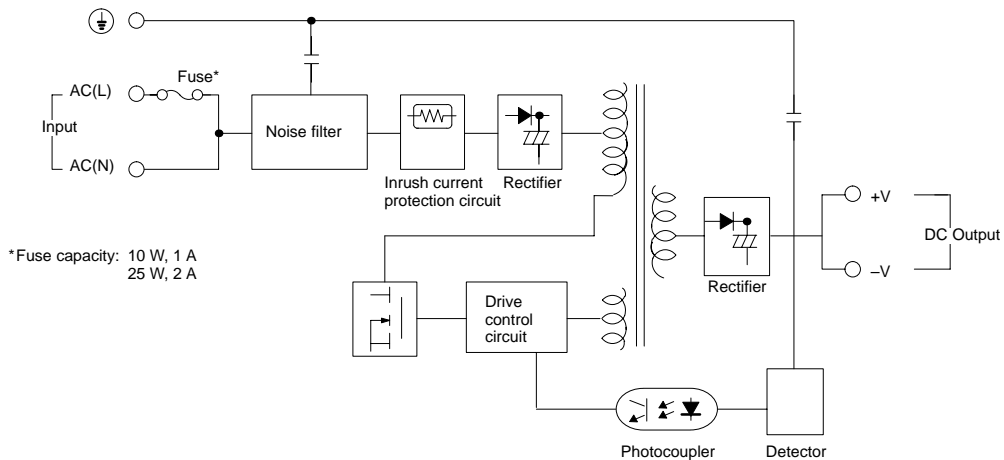 Fuse*
AC(L)
Input
AC(N)
Noise filter
Inrush current
protection circuit
Rectifier
+V
DC Output
–V
Rectifier
*Fuse capacity: 10 W, 1 A
25 W, 2 A
Drive
control
circuit
Photocoupler
Detector